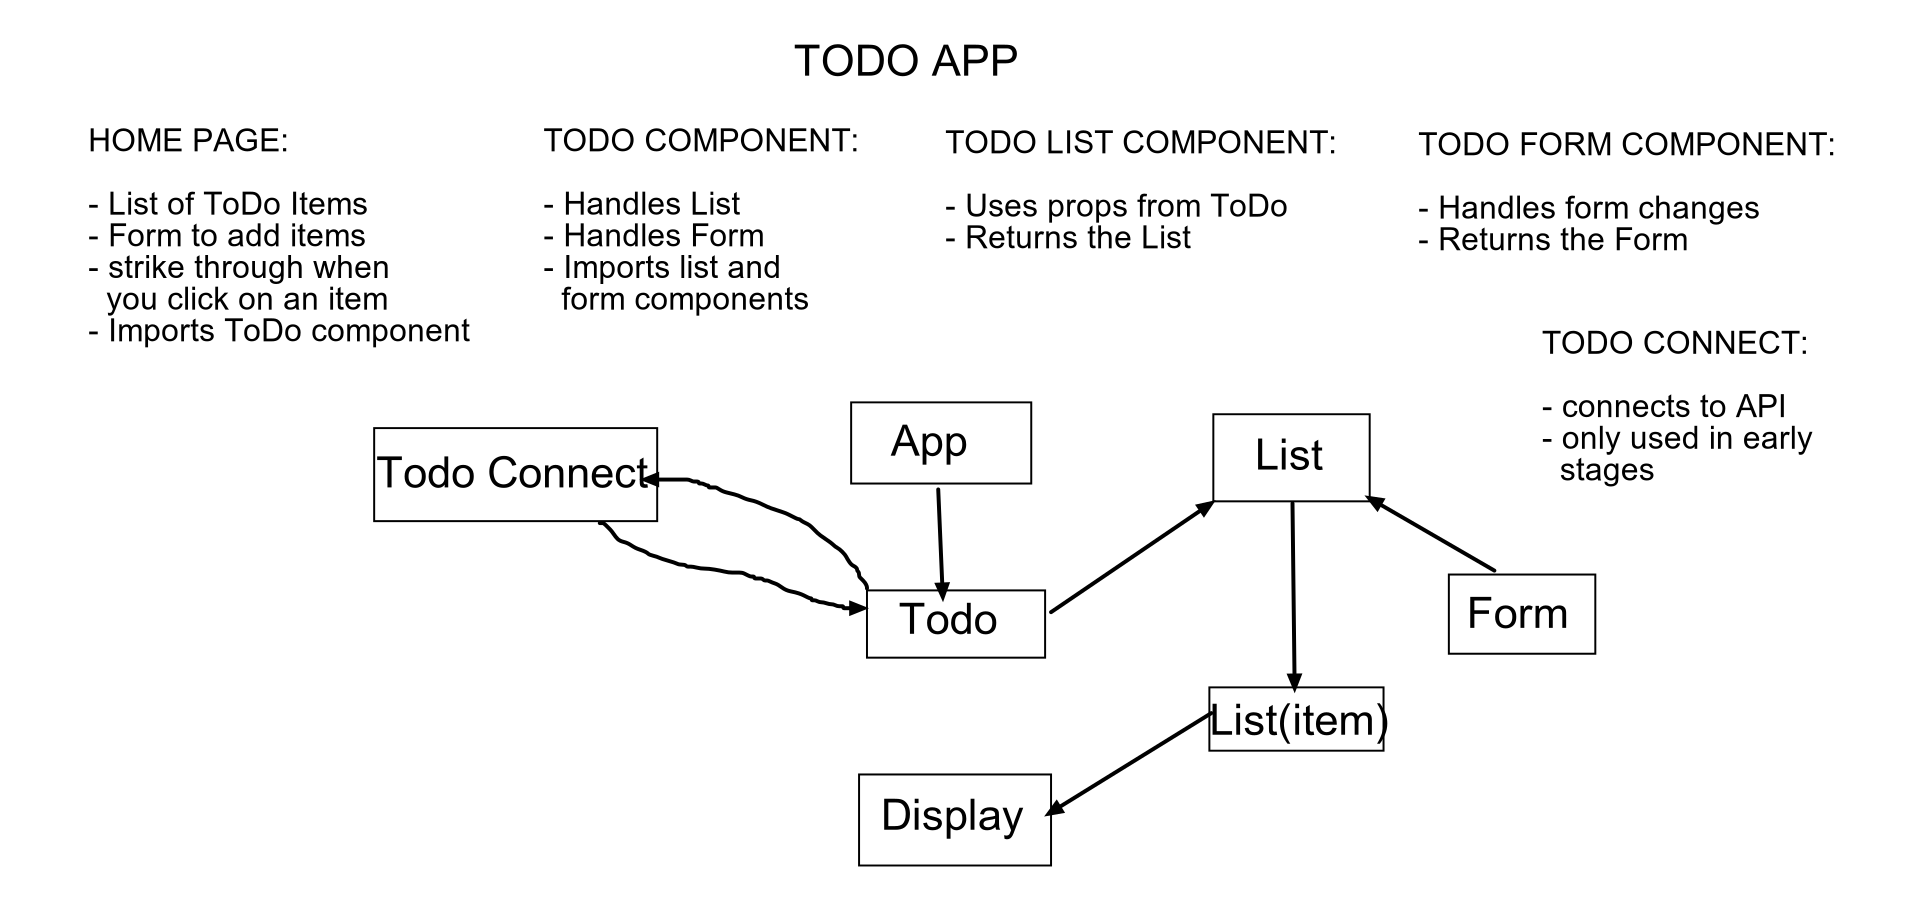 TODO APP
HOME PAGE:
- List of ToDo Items
- Form to add items
- strike through when
you click on an item
- Imports ToDo component
TODO COMPONENT:
- Handles List
- Handles Form
- Imports list and
form components
TODO LIST COMPONENT:
- Uses props from ToDo
- Returns the List
TODO FORM COMPONENT:
- Handles form changes
- Returns the Form
TODO CONNECT:
- connects to API
- only used in early
stages
Todo Connect
App
List
Todo
Form
List(item)
Display